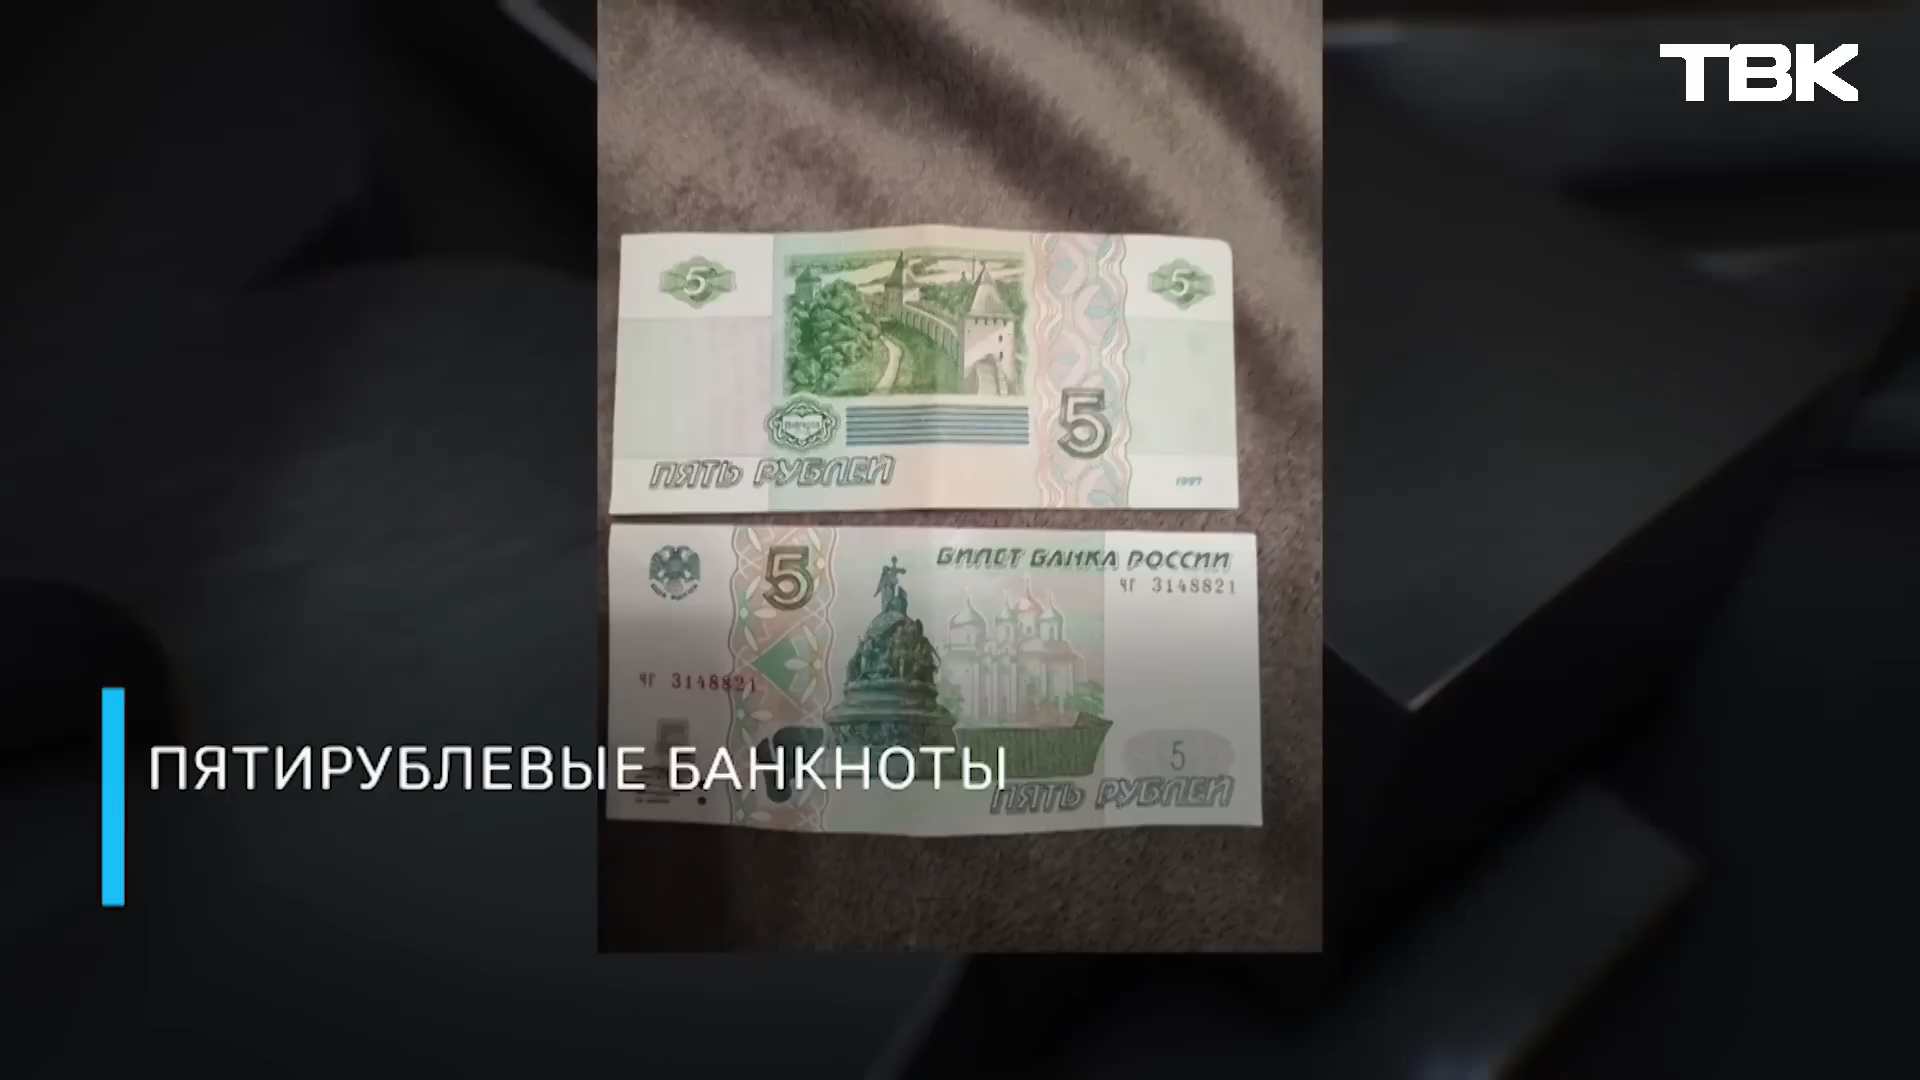 ТВК
5
5
5
ПЯТЬ РУБЛЕЙ
1997
5
БИЛЕТ БАНКА РОССИИ
чг 3148821
чг 3148821
ПЯТИРУБЛЕВЫЕ БАНКНОТЫ
5
ПЯТЬ РУБЛЕЙ